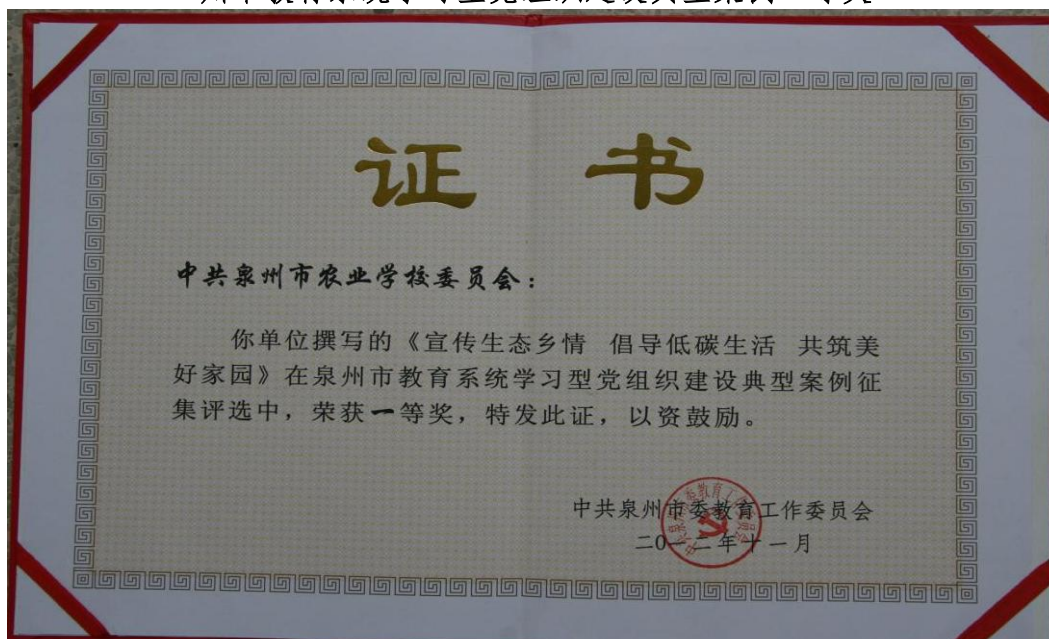 证 书
中共泉州市农业学校委员会：
你单位撰写的《宣传生态乡情 倡导低碳生活 共筑美
好家园》在泉州市教育系统学习型党组织建设典型案例征
集评选中，荣获一等奖，特发此证，以资鼓励。
中共泉州市委教育工作委员会
二0一二年十一月